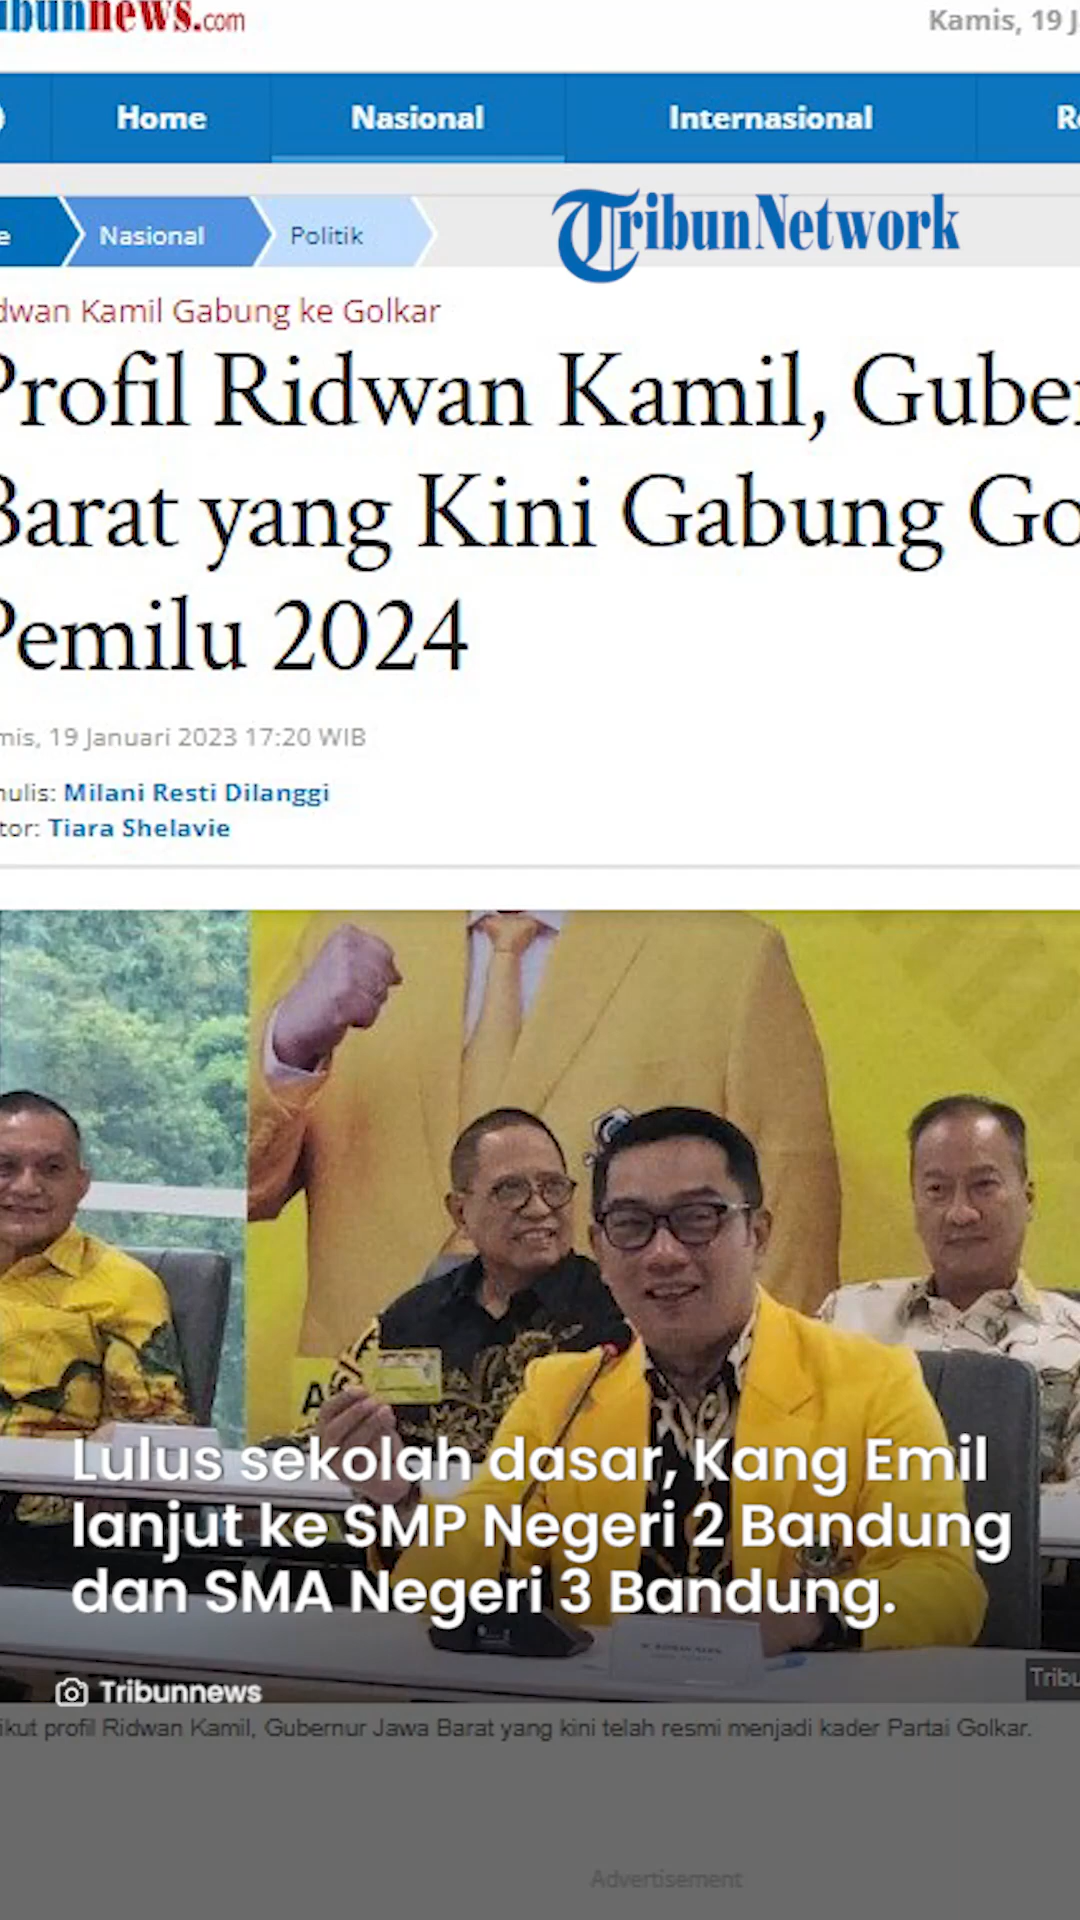 ibunnews.com
Kamis, 19 J
Home
Nasional
Internasional
R
e
Nasional
Politik
TribunNetwork
dwan Kamil Gabung ke Golkar
Profil Ridwan Kamil, Guber
Barat yang Kini Gabung Go
Pemilu 2024
mis, 19 Januari 2023 17:20 WIB
nulis: Milani Resti Dilanggi
tor: Tiara Shelavie
A
Lulus sekolah dasar, Kang Emil
lanjut ke SMP Negeri 2 Bandung
dan SMA Negeri 3 Bandung.
Tribunnews
Tribu
ikut profil Ridwan Kamil, Gubernur Jawa Barat yang kini telah resmi menjadi kader Partai Golkar.
Advertisement